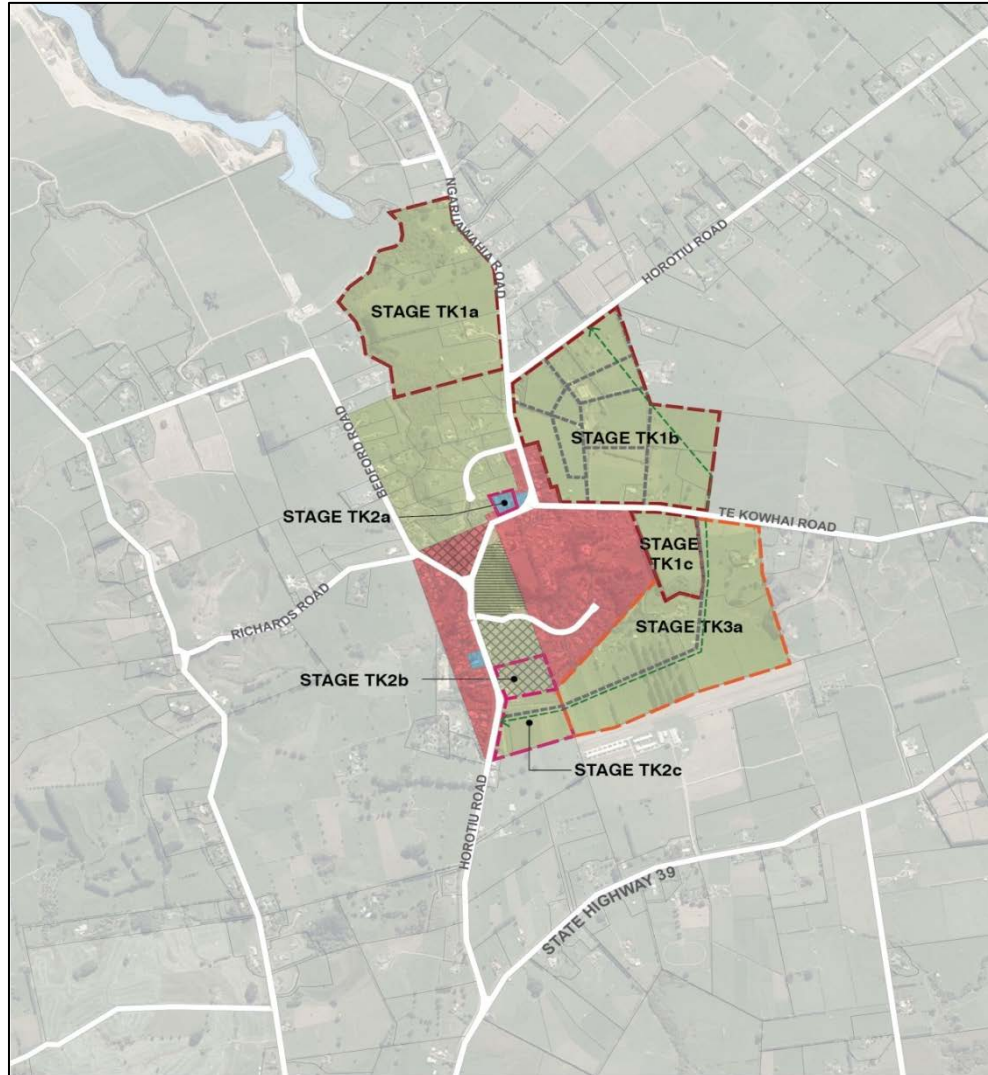 NGARUAWAHIA ROAD
HOROTIU ROAD
STAGE TK1a
STAGE TK1b
BEDFORD ROAD
STAGE TK2a
TE KOWHAI ROAD
STAGE
TK1c
RICHARDS ROAD
STAGE TK3a
STAGE TK2b
STAGE TK2c
HOROTIU ROAD
STATE HIGHWAY 39